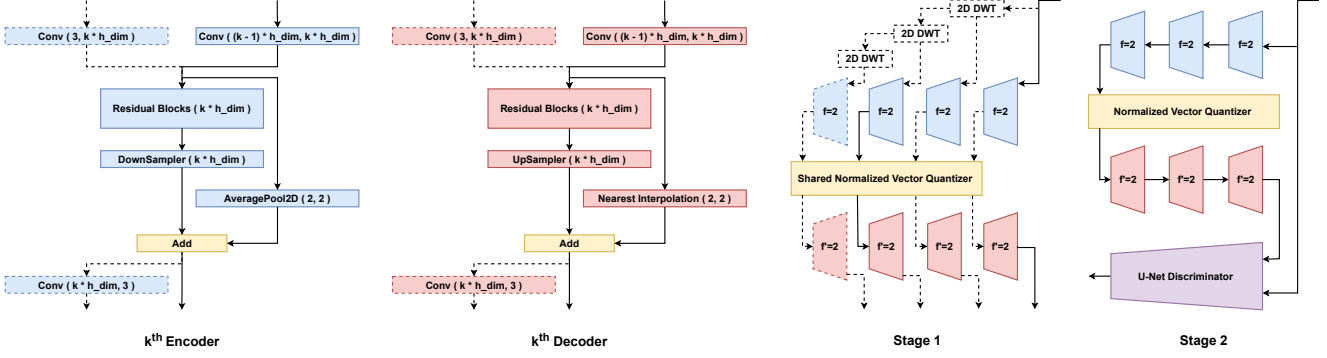 Conv ( 3, k * h_dim )
Conv ( (k - 1) * h_dim, k * h_dim )
Residual Blocks ( k * h_dim )
DownSampler ( k * h_dim )
AveragePool2D ( 2, 2 )
Add
Conv ( k * h_dim, 3 )
k^th Encoder
Conv ( 3, k * h_dim )
Conv ( (k - 1) * h_dim, k * h_dim )
Residual Blocks ( k * h_dim )
UpSampler ( k * h_dim )
Nearest Interpolation ( 2, 2 )
Add
Conv ( k * h_dim, 3 )
k^th Decoder
2D DWT
2D DWT
2D DWT
f=2
f=2
f=2
f=2
Shared Normalized Vector Quantizer
f'=2
f'=2
f'=2
f'=2
Stage 1
f=2
f=2
f=2
Normalized Vector Quantizer
f'=2
f'=2
f'=2
U-Net Discriminator
Stage 2